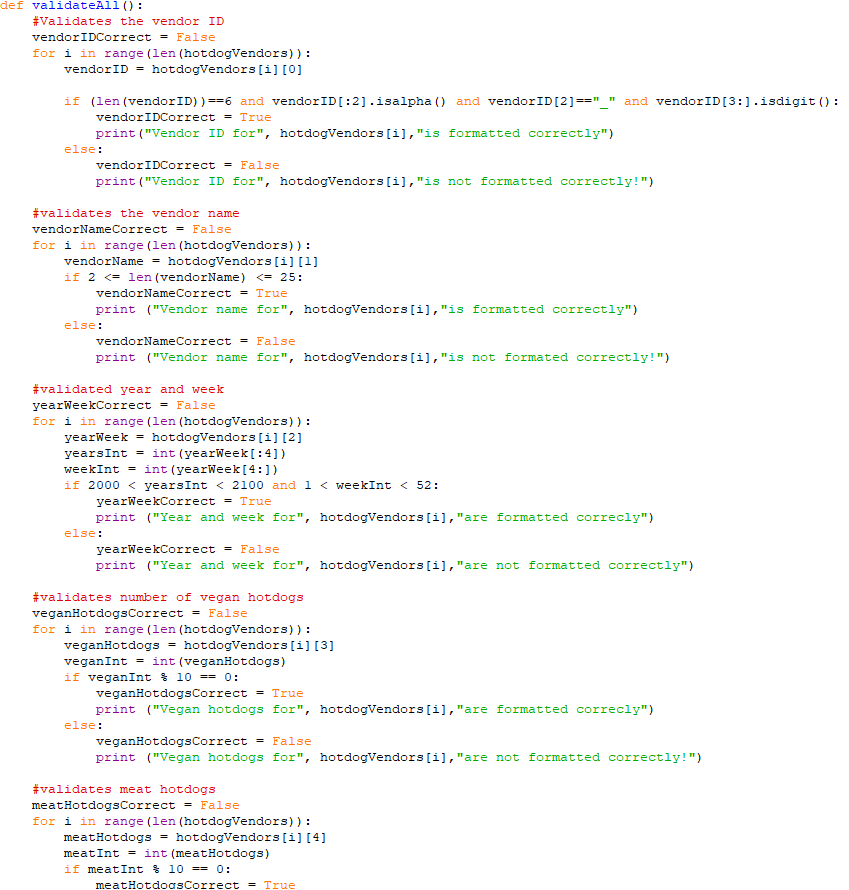 def validateAll():
    #Validates the vendor ID
    vendorIDCorrect = False
    for i in range(len(hotdogVendors)):
        vendorID = hotdogVendors[i][0]

        if (len(vendorID))==6 and vendorID[:2].isalpha() and vendorID[2]=="_" and vendorID[3:].isdigit():
            vendorIDCorrect = True
            print("Vendor ID for", hotdogVendors[i],"is formatted correctly")
        else:
            vendorIDCorrect = False
            print("Vendor ID for", hotdogVendors[i],"is not formatted correctly!")

    #validates the vendor name
    vendorNameCorrect = False
    for i in range(len(hotdogVendors)):
        vendorName = hotdogVendors[i][1]
        if 2 <= len(vendorName) <= 25:
            vendorNameCorrect = True
            print ("Vendor name for", hotdogVendors[i],"is formatted correctly")
        else:
            vendorNameCorrect = False
            print ("Vendor name for", hotdogVendors[i],"is not formated correctly!")

    #validated year and week
    yearWeekCorrect = False
    for i in range(len(hotdogVendors)):
        yearWeek = hotdogVendors[i][2]
        yearsInt = int(yearWeek[:4])
        weekInt = int(yearWeek[4:])
        if 2000 < yearsInt < 2100 and 1 < weekInt < 52:
            yearWeekCorrect = True
            print ("Year and week for", hotdogVendors[i],"are formatted correcly")
        else:
            yearWeekCorrect = False
            print ("Year and week for", hotdogVendors[i],"are not formatted correctly")

    #validates number of vegan hotdogs
    veganHotdogsCorrect = False
    for i in range(len(hotdogVendors)):
        veganHotdogs = hotdogVendors[i][3]
        veganInt = int(veganHotdogs)
        if veganInt % 10 == 0:
            veganHotdogsCorrect = True
            print ("Vegan hotdogs for", hotdogVendors[i],"are formatted correcly")
        else:
            veganHotdogsCorrect = False
            print ("Vegan hotdogs for", hotdogVendors[i],"are not formatted correctly!")

    #validates meat hotdogs
    meatHotdogsCorrect = False
    for i in range(len(hotdogVendors)):
        meatHotdogs = hotdogVendors[i][4]
        meatInt = int(meatHotdogs)
        if meatInt % 10 == 0:
            meatHotdogsCorrect = True